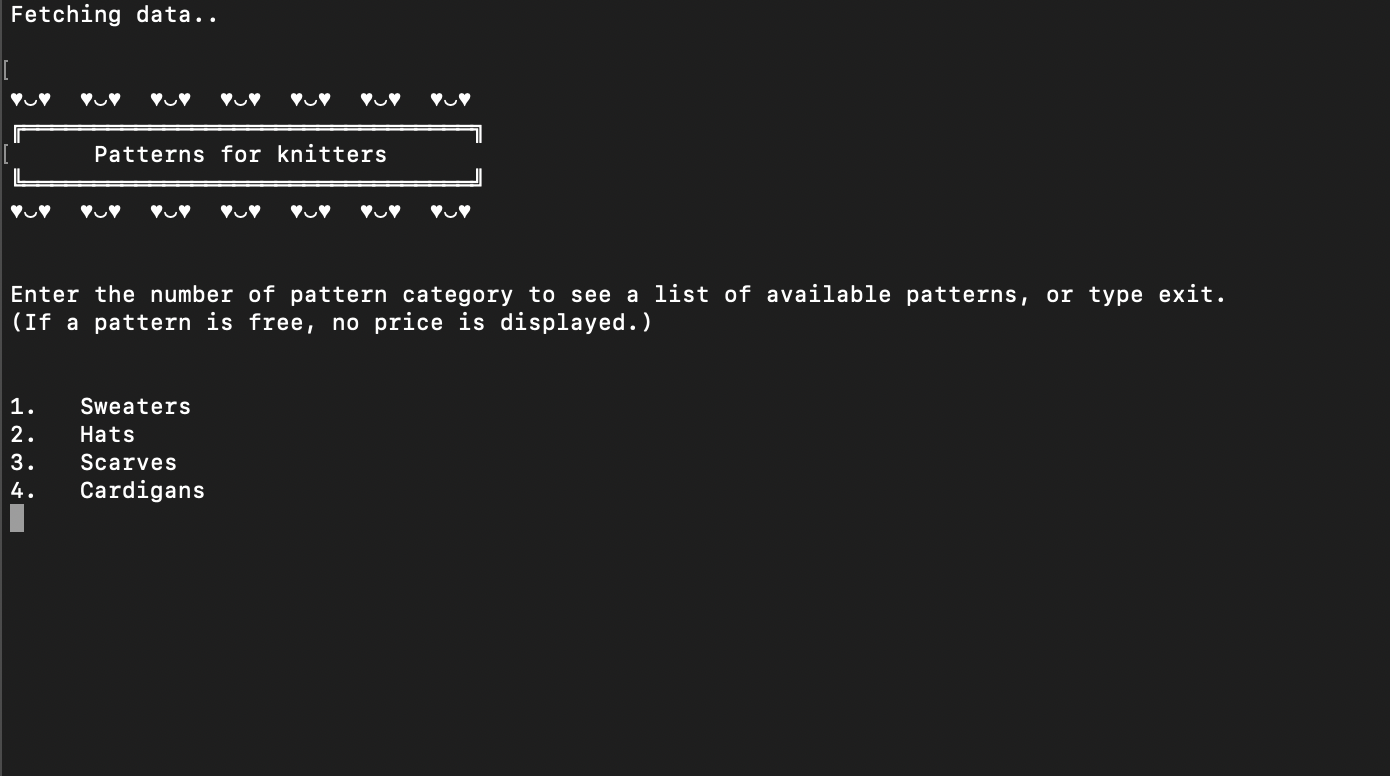 Fetching data..
♥◡♥  ♥◡♥  ♥◡♥  ♥◡♥  ♥◡♥  ♥◡♥  ♥◡♥
Patterns for knitters
♥◡♥  ♥◡♥  ♥◡♥  ♥◡♥  ♥◡♥  ♥◡♥  ♥◡♥
Enter the number of pattern category to see a list of available patterns, or type exit.
(If a pattern is free, no price is displayed.)
1.   Sweaters
2.   Hats
3.   Scarves
4.   Cardigans